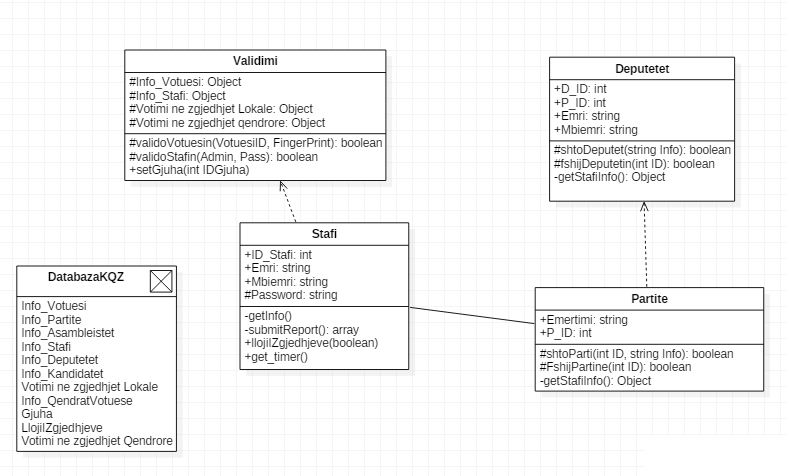 Validimi
#Info_Votuesi: Object
#Info_Stafi: Object
#Votimi ne zgjedhjet Lokale: Object
#Votimi ne zgjedhjet qendrore: Object
#validoVotuesin(VotuesiID, FingerPrint): boolean
#validoStafin(Admin, Pass): boolean
+setGjuha(int IDGjuha)
Deputetet
+D_ID: int
+P_ID: int
+Emri: string
+Mbiemri: string
#shtoDeputet(string Info): boolean
#fshijDeputetin(int ID): boolean
-getStafiInfo(): Object
Stafi
+ID_Stafi: int
+Emri: string
+Mbiemri: string
#Password: string
-getInfo()
-submitReport(): array
+llojiIZgjedhjeve(boolean)
+get_timer()
DatabazaKQZ
Info_Votuesi
Info_Partite
Info_Asambleistet
Info_Stafi
Info_Deputetet
Info_Kandidatet
Votimi ne zgjedhjet Lokale
Info_QendratVotuese
Gjuha
LlojiIZgjedhjeve
Votimi ne zgjedhjet Qendrore
Partite
+Emertimi: string
+P_ID: int
#shtoParti(int ID, string Info): boolean
#FshijPartine(int ID): boolean
-getStafiInfo(): Object